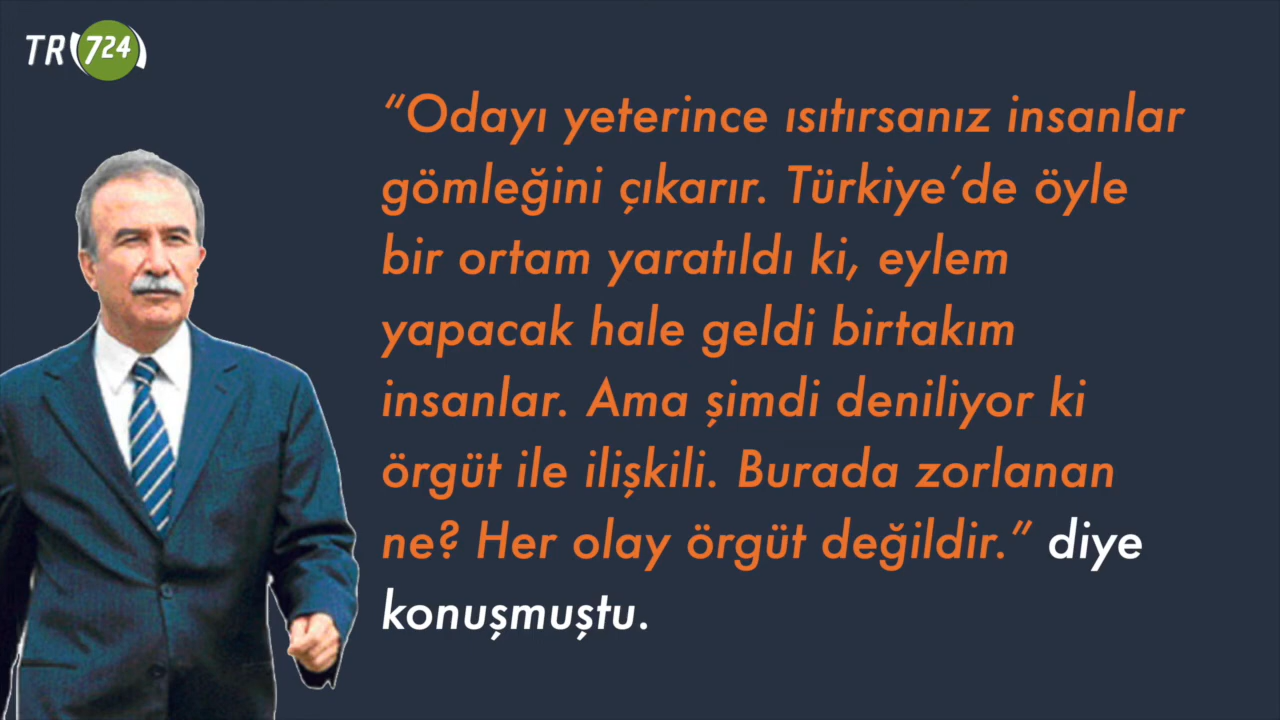 TR724
“Odayı yeterince ısıtırsanız insanlar
gömleğini çıkarır. Türkiye’de öyle
bir ortam yaratıldı ki, eylem
yapacak hale geldi birtakım
insanlar. Ama şimdi deniliyor ki
örgüt ile ilişkili. Burada zorlanan
ne? Her olay örgüt değildir.” diye
konuşmuştu.